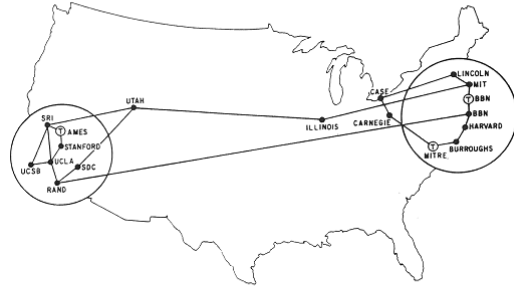 LINCOLN
MIT
CASE
T BBN
UTAH
BBN
SRI
ILLINOIS
CARNEGIE
HARVARD
T AMES
STANFORD
T
BURROUGHS
MITRE
UCLA
SDC
UCSB
RAND